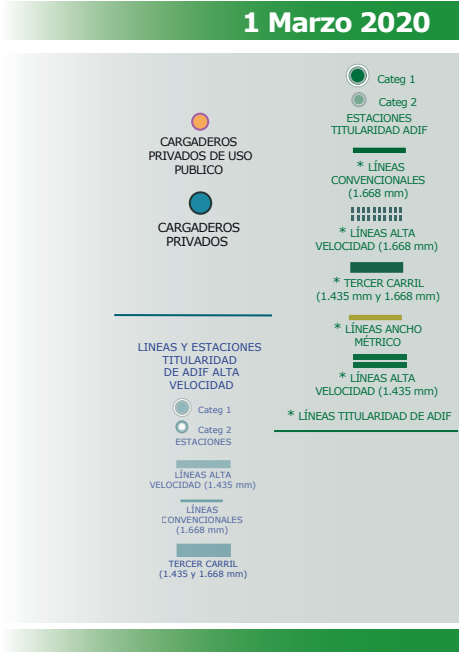 1 Marzo 2020
CARGADEROS
PRIVADOS DE USO
PUBLICO
CARGADEROS
PRIVADOS
LINEAS Y ESTACIONES
TITULARIDAD
DE ADIF ALTA
VELOCIDAD
Categ 1
Categ 2
ESTACIONES
LÍNEAS ALTA
VELOCIDAD (1.435 mm)
LÍNEAS
CONVENCIONALES
(1.668 mm)
TERCER CARRIL
(1.435 y 1.668 mm)
Categ 1
Categ 2
ESTACIONES
TITULARIDAD ADIF
* LÍNEAS
CONVENCIONALES
(1.668 mm)
* LÍNEAS ALTA
VELOCIDAD (1.668 mm)
* TERCER CARRIL
(1.435 mm y 1.668 mm)
* LÍNEAS ANCHO
MÉTRICO
* LÍNEAS ALTA
VELOCIDAD (1.435 mm)
* LÍNEAS TITULARIDAD DE ADIF